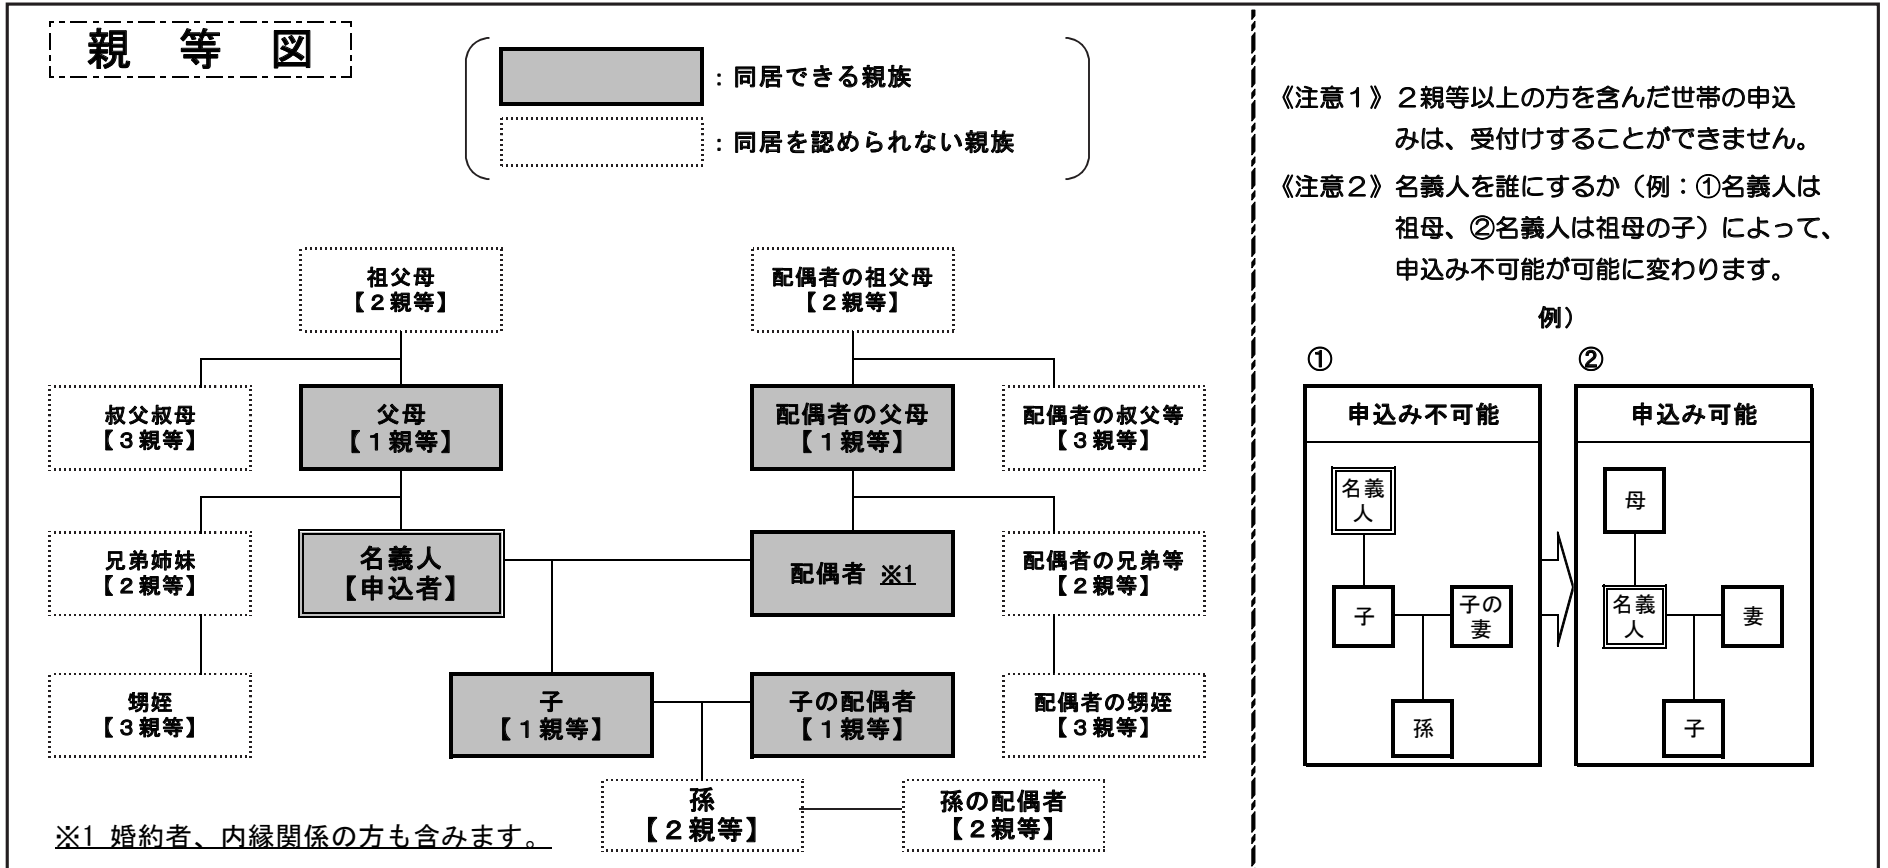 親 等 図
：同居できる親族
：同居を認められない親族
祖父母
【２親等】
配偶者の祖父母
【２親等】
叔父叔母
【３親等】
父母
【１親等】
配偶者の父母
【１親等】
配偶者の叔父等
【３親等】
兄弟姉妹
【２親等】
名義人
【申込者】
配偶者 ※1
配偶者の兄弟等
【２親等】
甥姪
【３親等】
子
【１親等】
子の配偶者
【１親等】
配偶者の甥姪
【３親等】
孫
【２親等】
孫の配偶者
【２親等】
※1 婚約者、内縁関係の方も含みます。
《注意１》２親等以上の方を含んだ世帯の申込
みは、受付けすることができません。
《注意２》名義人を誰にするか（例：①名義人は
祖母、②名義人は祖母の子）によって、
申込み不可能が可能に変わります。
例）
①
申込み不可能
名義
人
子
子の
妻
孫
②
申込み可能
母
名義
人
妻
子